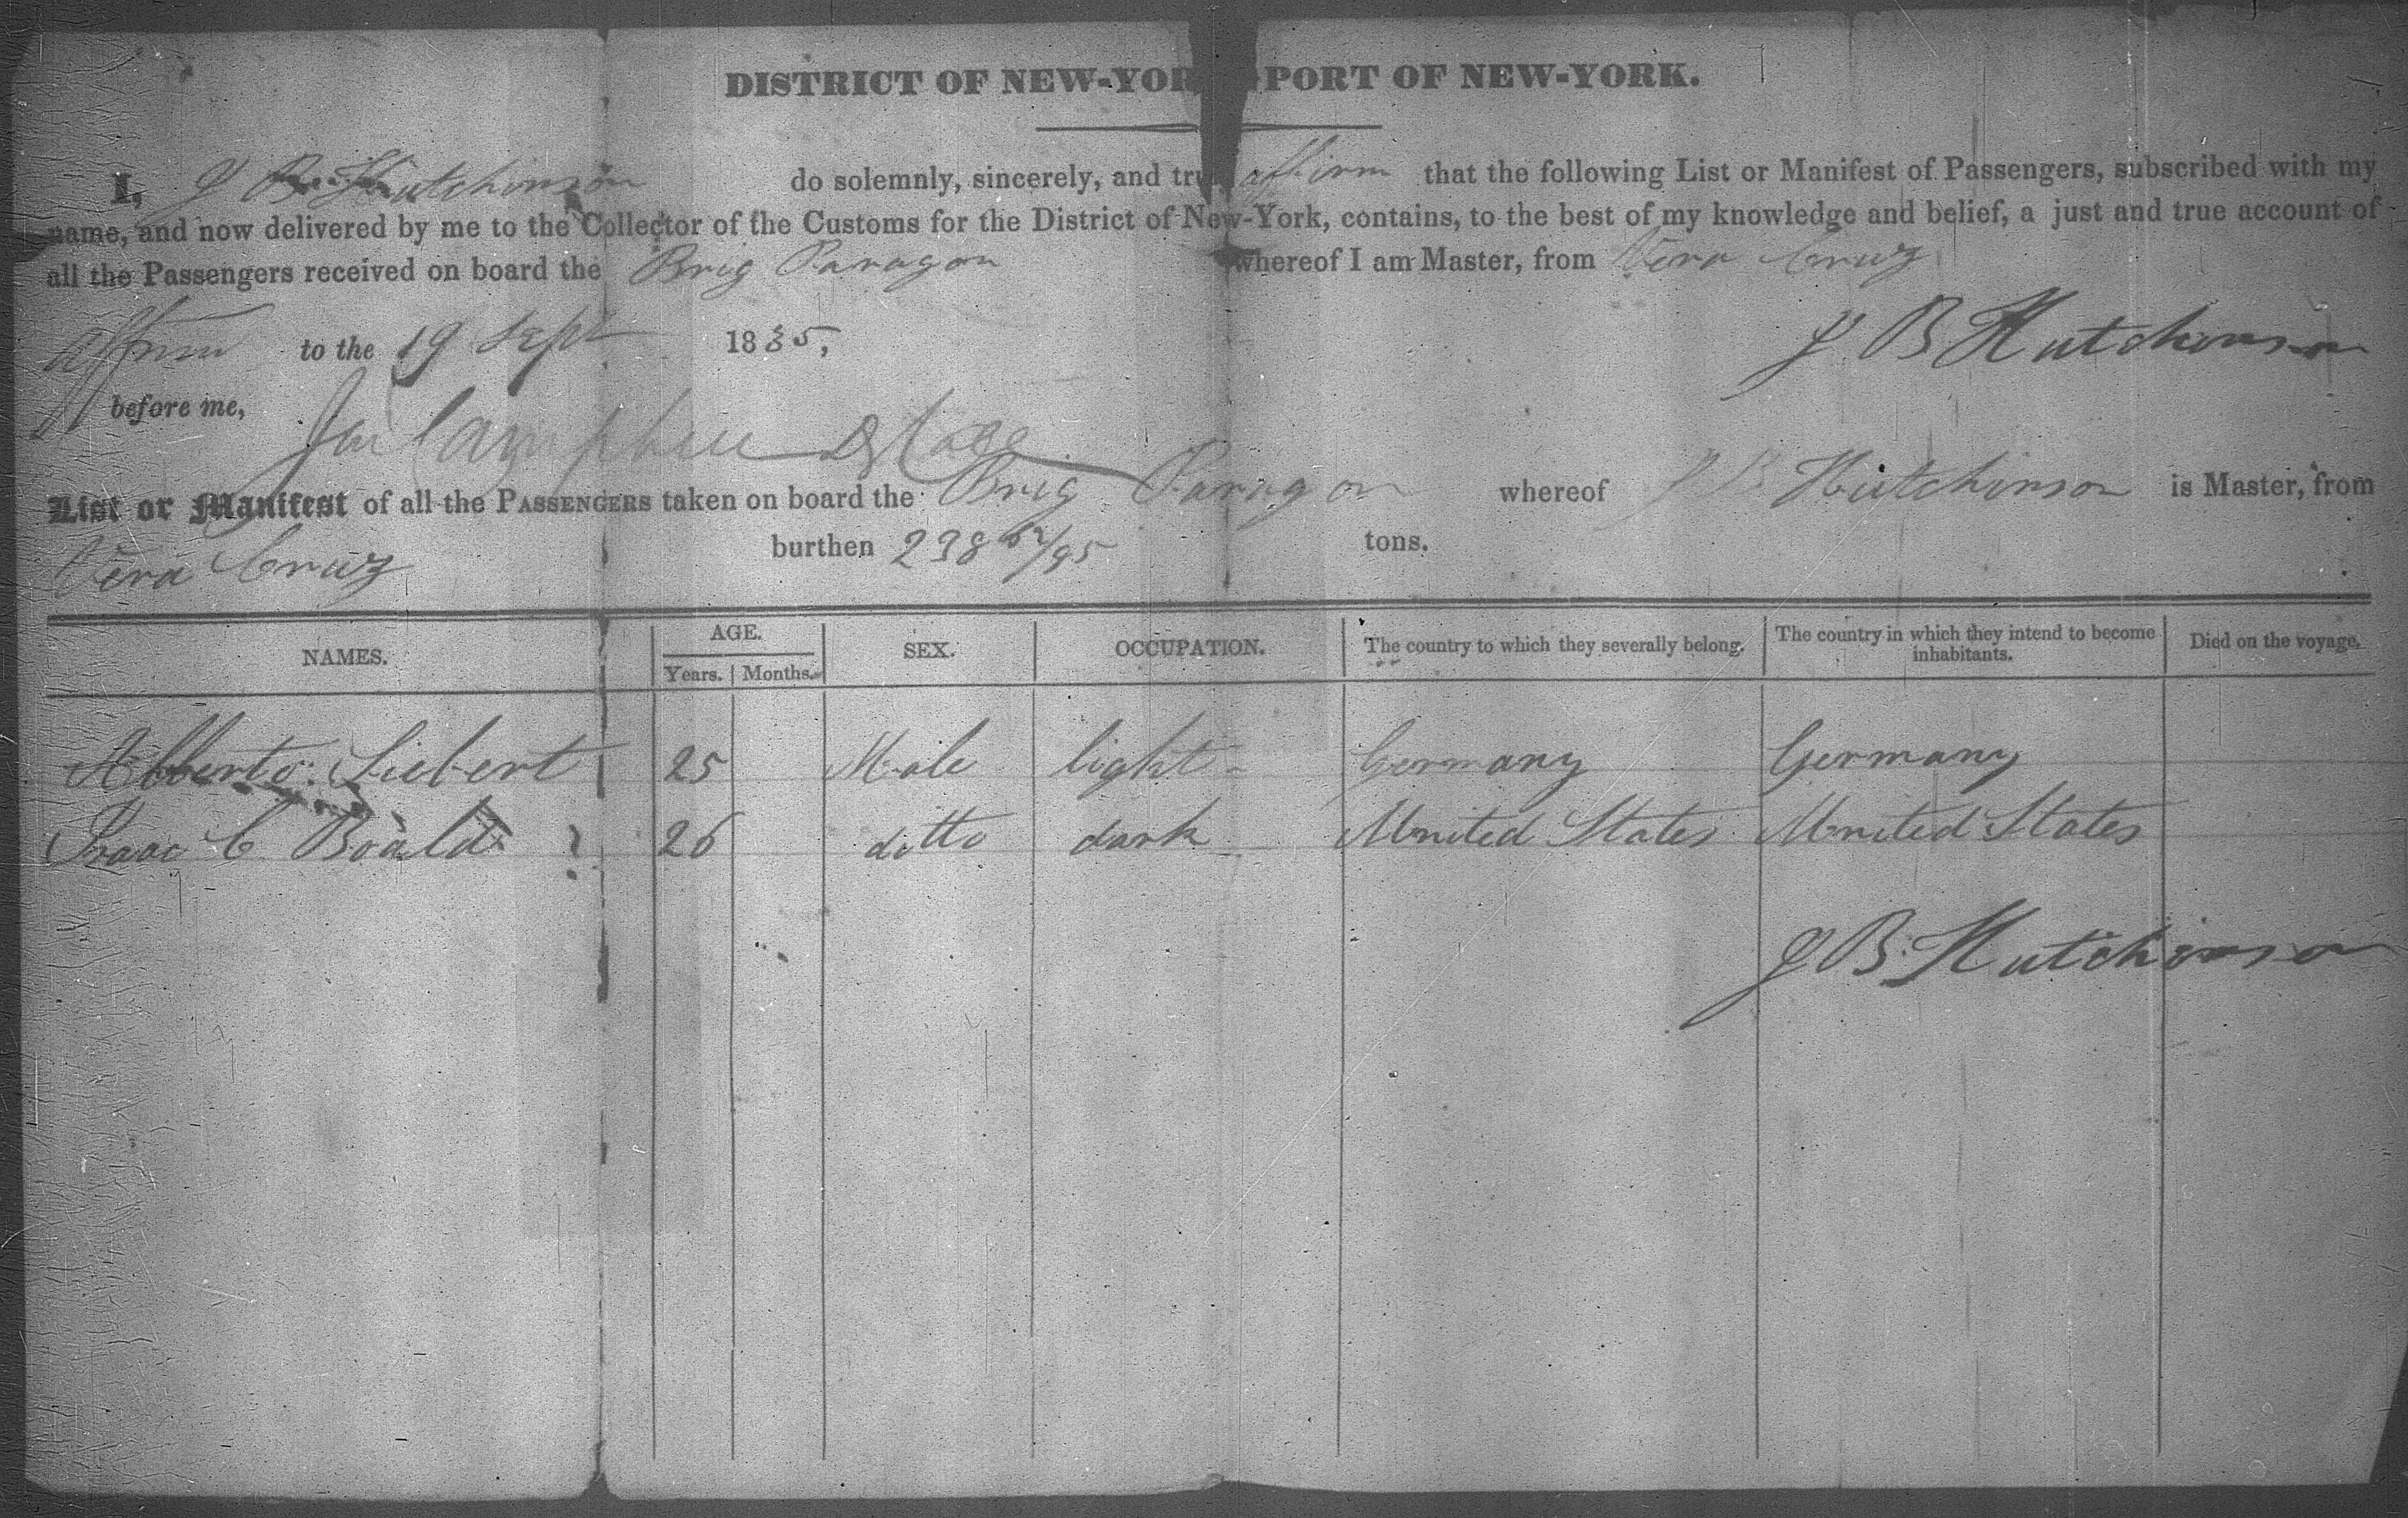 DISTRICT OF NEW-YOR PORT OF NEW-YORK.
I, J B Hutchinson do solemnly, sincerely, and tru affirm that the following List or Manifest of Passengers, subscribed with my
name, and now delivered by me to the Collector of the Customs for the District of New-York, contains, to the best of my knowledge and belief, a just and true account of
all the Passengers received on board the Brig Paragon whereof I am Master, from Vera Cruz
affirm to the 19 Sept 1835, J B Hutchinson
before me,
List or Manifest of all the PASSENGERS taken on board the Brig Paragon whereof J B Hutchinson is Master, from
Vera Cruz burthen 238 52/95 tons.
NAMES. AGE. Years. Months. SEX. OCCUPATION. The country to which they severally belong. The country in which they intend to become inhabitants. Died on the voyage.
Alberto Siebert 25 Male light Germany Germany
Isaac C 26 ditto dark United States United States
J B Hutchinson